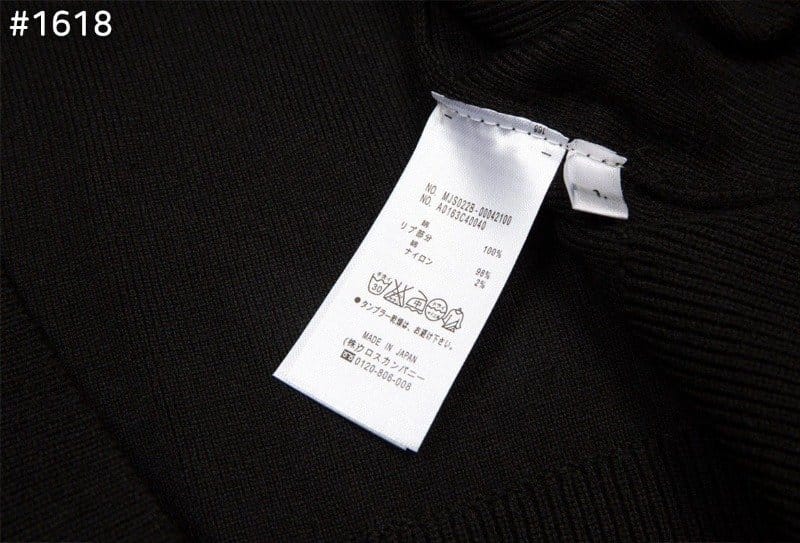 #1618
NO. MJS022B-00042100
NO. A0163C40040
綿 100%
リブ部分
綿 98%
ナイロン 2%
30
中
●タンブラー乾燥は、お避け下さい。
MADE IN JAPAN
(株)クロスカンパニー
0120-806-008